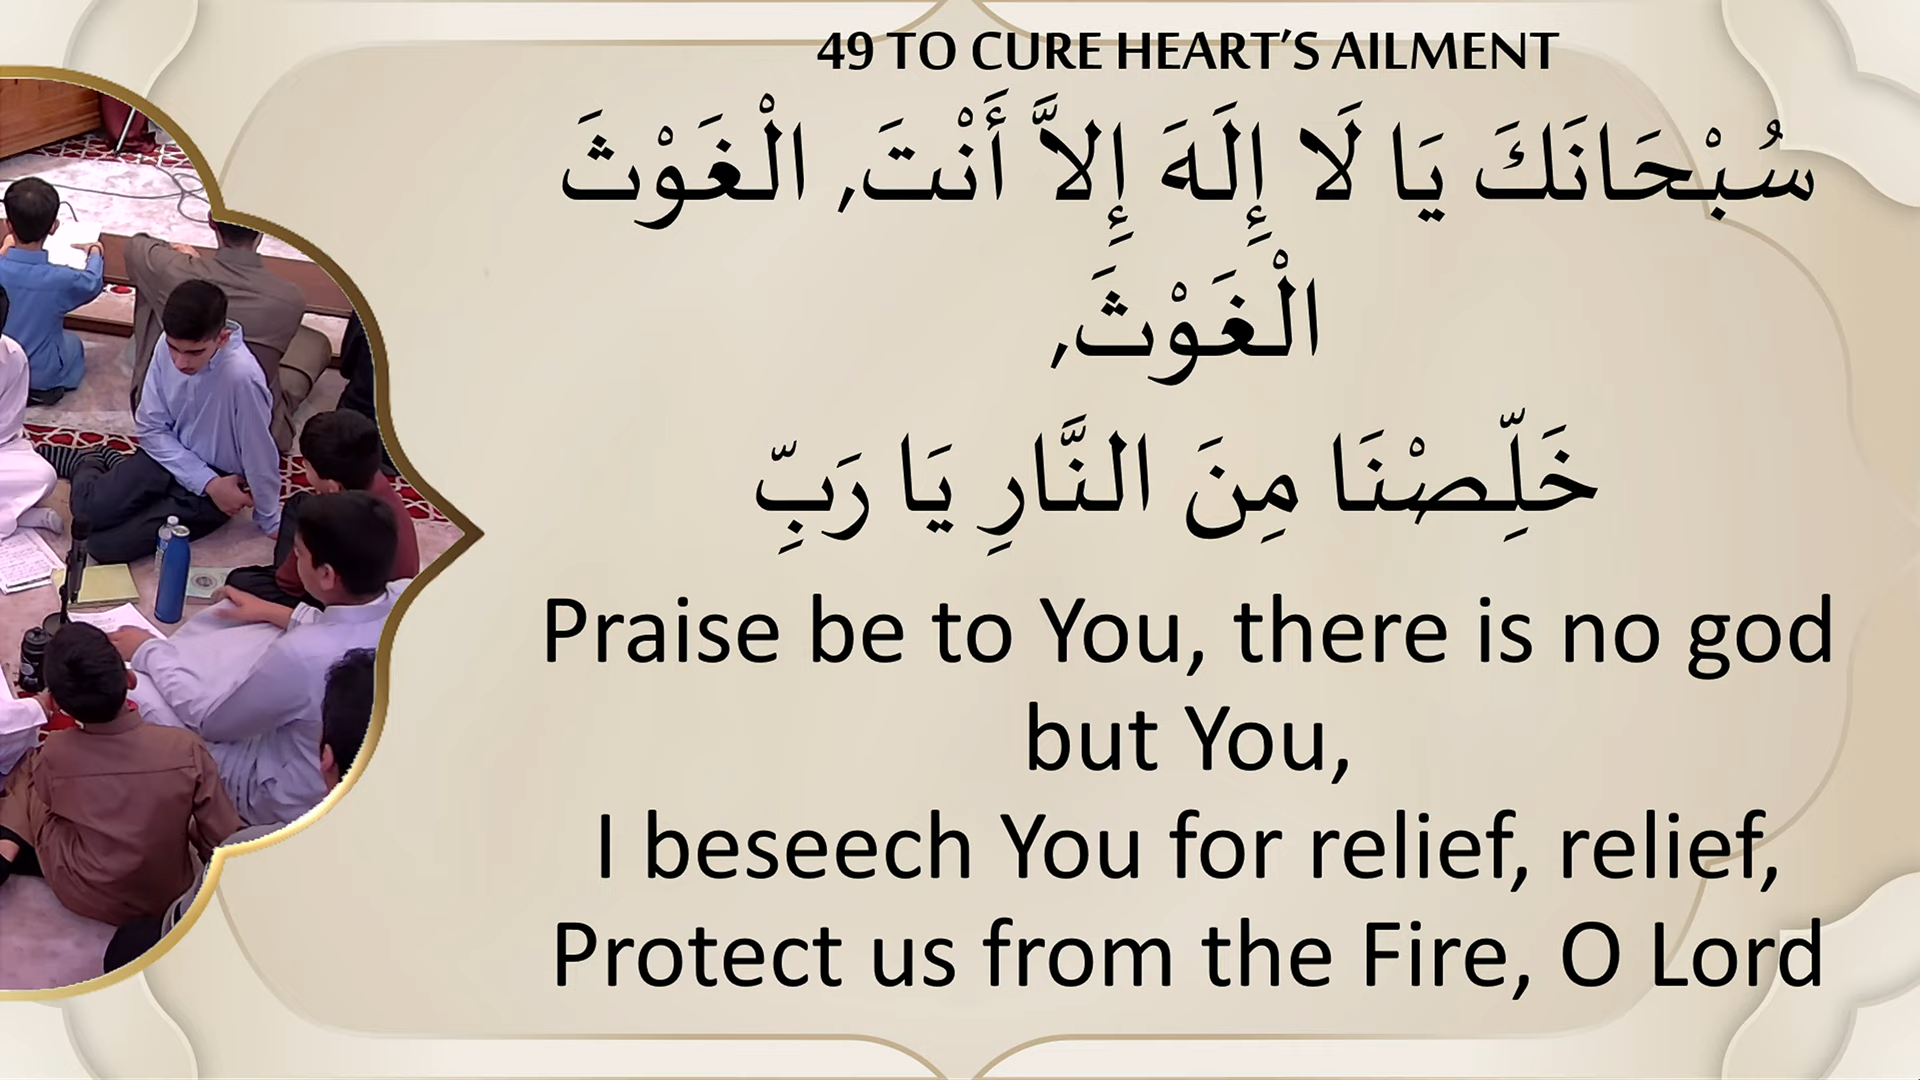 49 TO CURE HEART'S AILMENT
سُبْحَانَكَ يَا لَا إِلَهَ إِلاَّ أَنْتَ, الْغَوْثَ
الْغَوْثَ,
خَلِّصْنَا مِنَ النَّارِ يَا رَبِّ
Praise be to You, there is no god
but You,
I beseech You for relief, relief,
Protect us from the Fire, O Lord